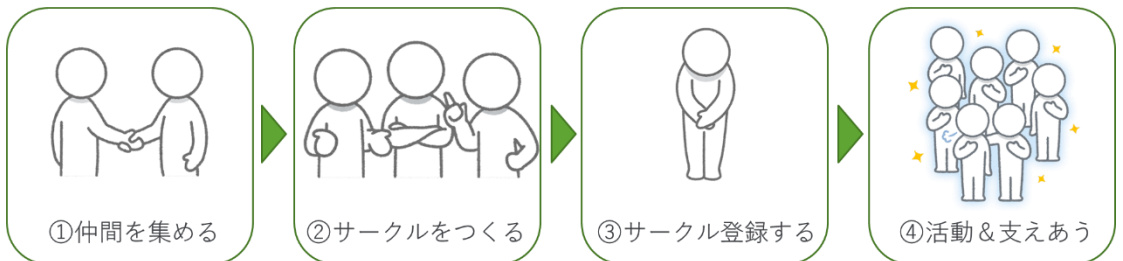 ①仲間を集める
②サークルをつくる
③サークル登録する
④活動＆支えあう